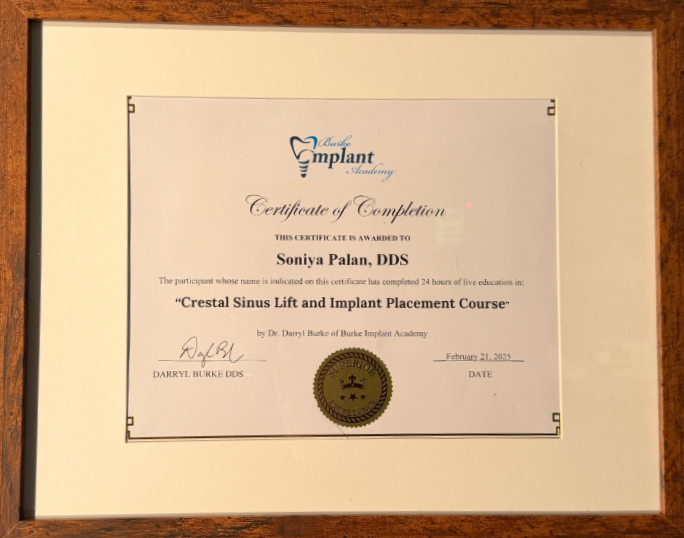 Burke
Implant
Academy
Certificate of Completion
THIS CERTIFICATE IS AWARDED TO
Soniya Palan, DDS
The participant whose name is indicated on this certificate has completed 24 hours of live education in:
"Crestal Sinus Lift and Implant Placement Course"
by Dr. Darryl Burke of Burke Implant Academy
February 21, 2025
DARRYL BURKE DDS
DATE
SUPERIOR
EXCELLENCE